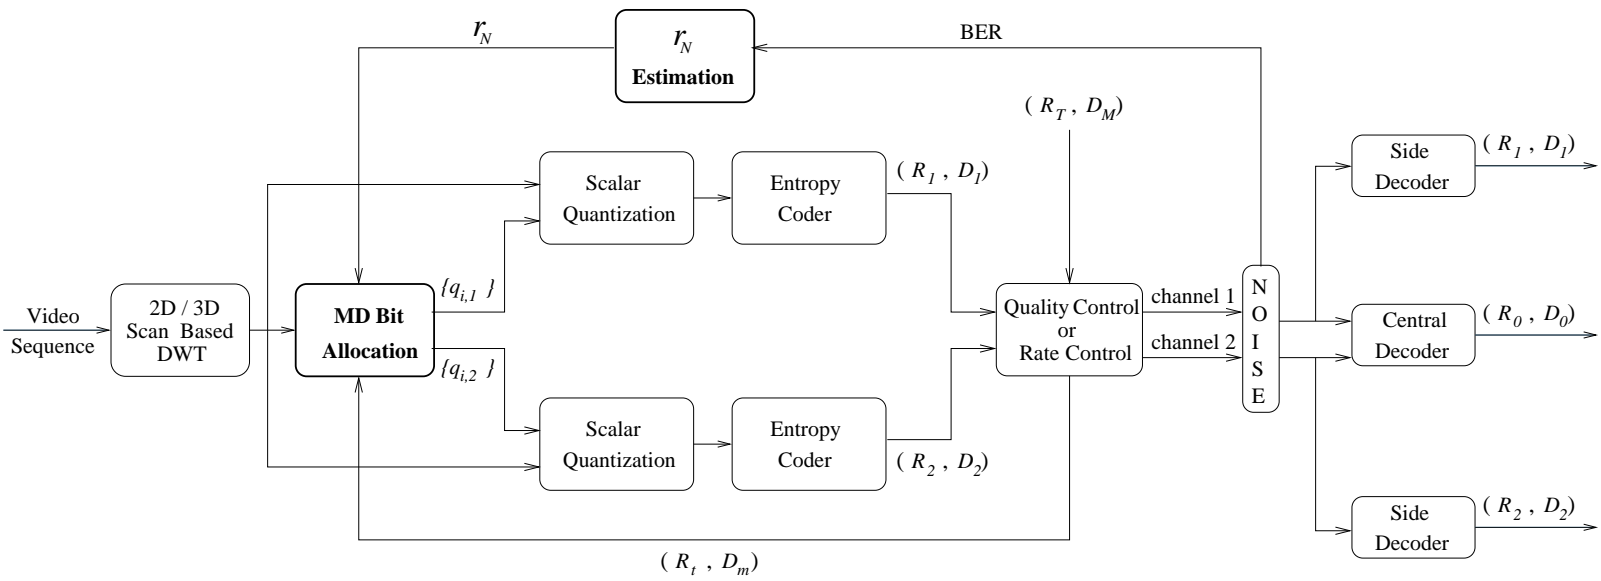 r_N
r_N
Estimation
BER
( R_T , D_M)
Side
Decoder
( R_1 , D_1)
Scalar
Quantization
Entropy
Coder
( R_1 , D_1)
Video
Sequence
2D / 3D
Scan Based
DWT
MD Bit
Allocation
{q_{i,1} }
{q_{i,2} }
Quality Control
or
Rate Control
channel 1
channel 2
N
O
I
S
E
Central
Decoder
( R_0 , D_0)
Scalar
Quantization
Entropy
Coder
( R_2 , D_2)
Side
Decoder
( R_2 , D_2)
( R_t , D_m)